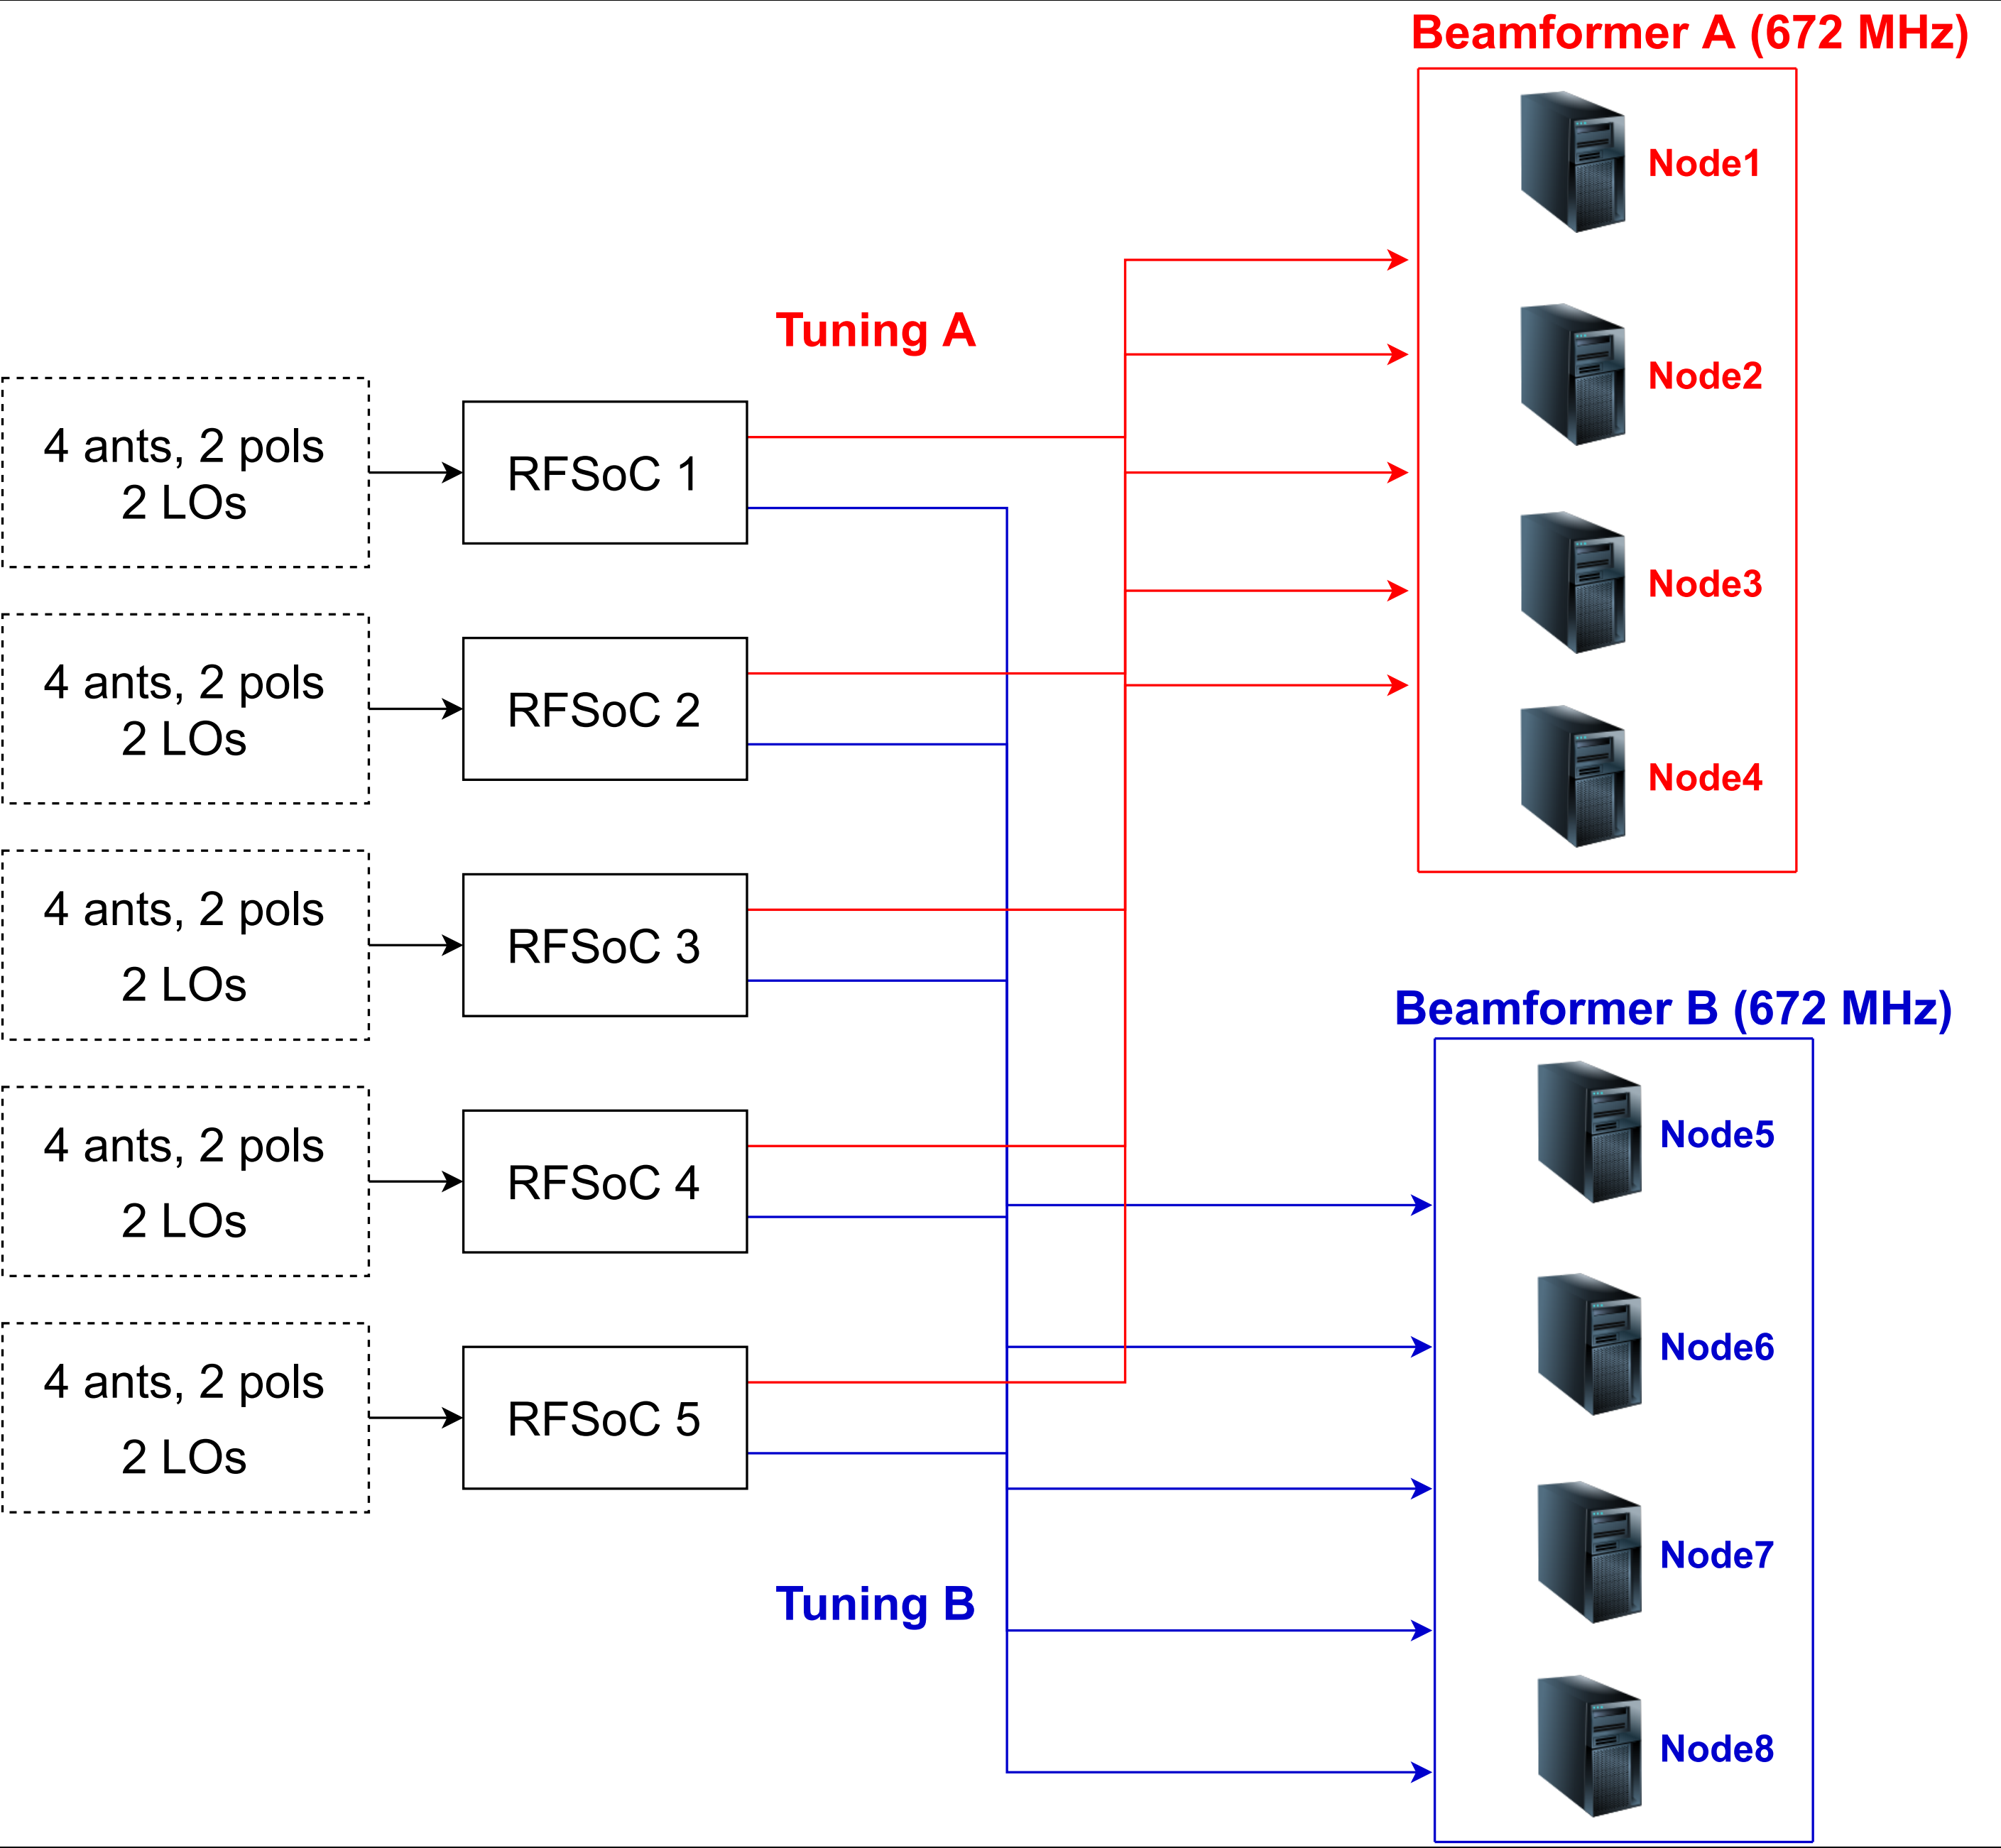 Beamformer A (672 MHz)
Node1
Node2
Node3
Node4
Tuning A
4 ants, 2 pols
2 LOs
RFSoC 1
4 ants, 2 pols
2 LOs
RFSoC 2
4 ants, 2 pols
2 LOs
RFSoC 3
4 ants, 2 pols
2 LOs
RFSoC 4
4 ants, 2 pols
2 LOs
RFSoC 5
Tuning B
Beamformer B (672 MHz)
Node5
Node6
Node7
Node8